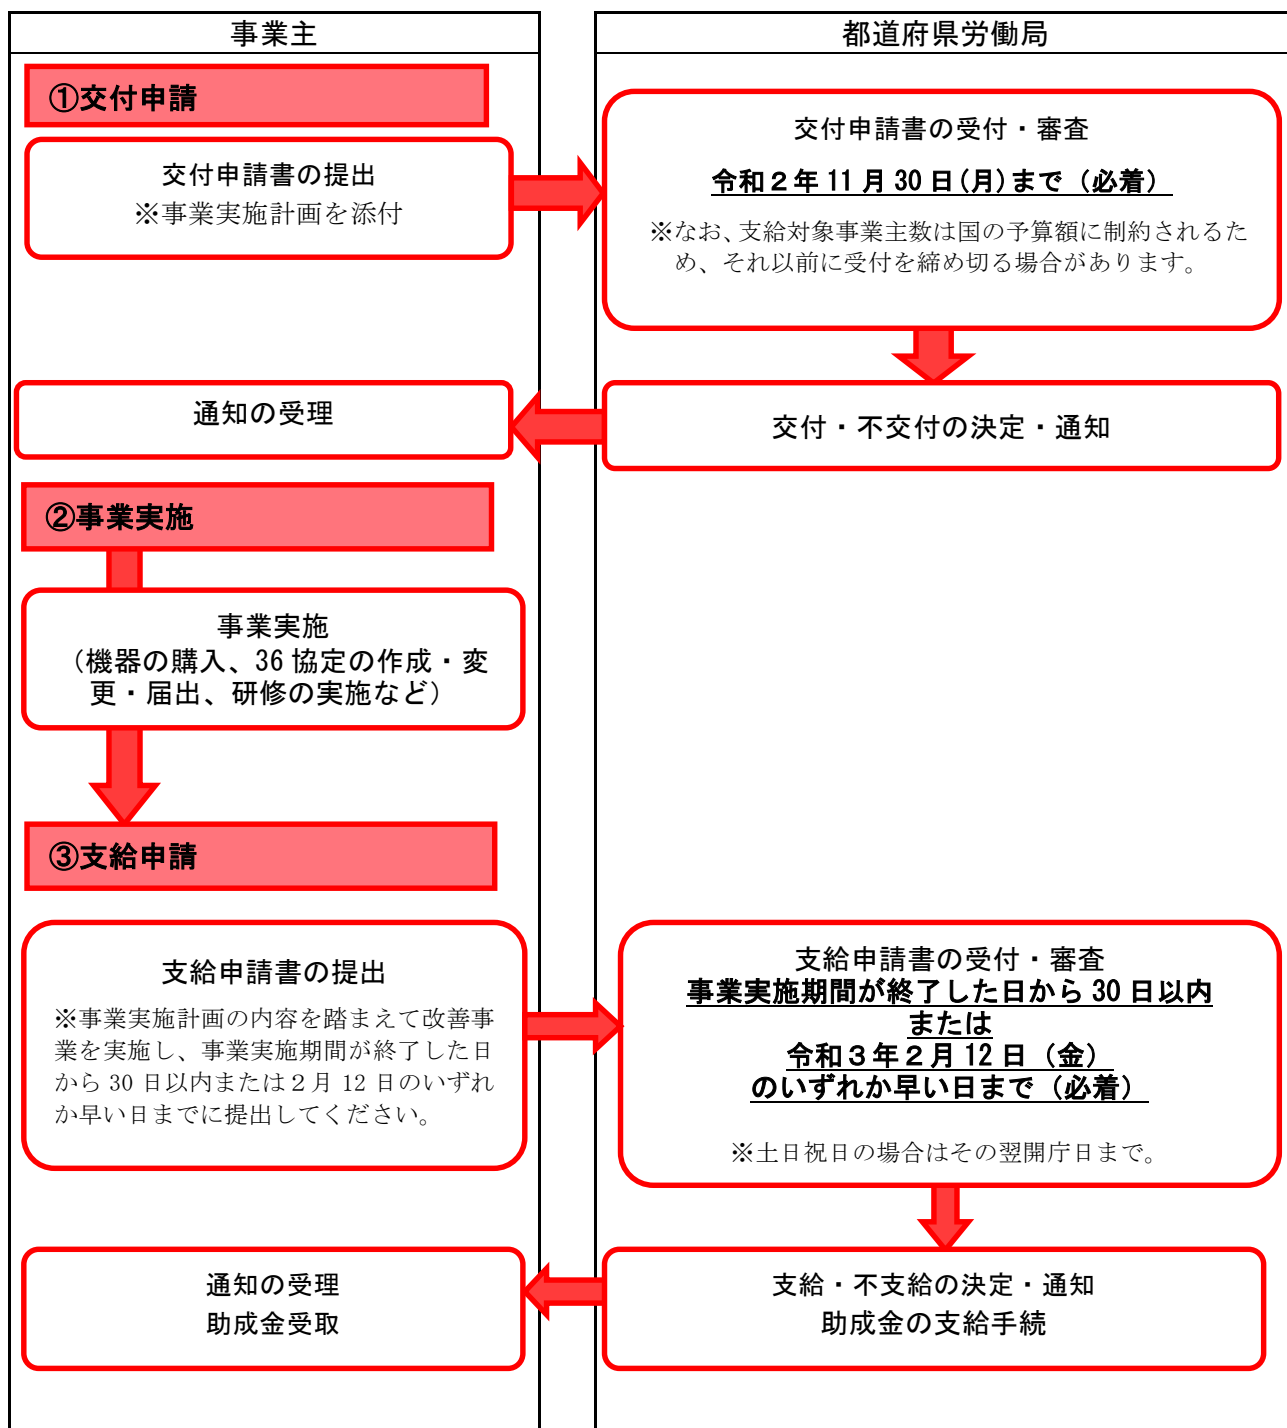 事業主
都道府県労働局
①交付申請
交付申請書の提出
※事業実施計画を添付
交付申請書の受付・審査
令和２年 11 月 30 日(月)まで（必着）
※なお、支給対象事業主数は国の予算額に制約されるた
め、それ以前に受付を締め切る場合があります。
通知の受理
交付・不交付の決定・通知
②事業実施
事業実施
（機器の購入、36 協定の作成・変
更・届出、研修の実施など）
③支給申請
支給申請書の提出
※事業実施計画の内容を踏まえて改善事
業を実施し、事業実施期間が終了した日
から 30 日以内または２月 12 日のいずれ
か早い日までに提出してください。
支給申請書の受付・審査
事業実施期間が終了した日から 30 日以内
または
令和３年２月 12 日（金）
のいずれか早い日まで（必着）
※土日祝日の場合はその翌開庁日まで。
通知の受理
助成金受取
支給・不支給の決定・通知
助成金の支給手続